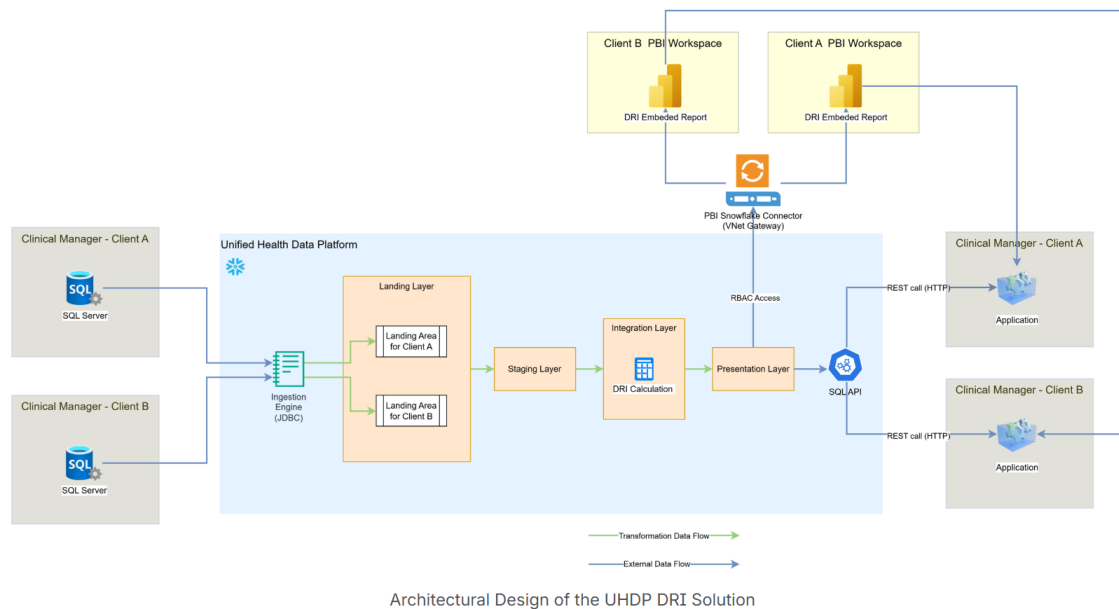 Client B PBI Workspace
DRI Embeded Report
Client A PBI Workspace
DRI Embeded Report
PBI Snowflake Connector
(VNet Gateway)
Clinical Manager - Client A
SQL
SQL Server
Clinical Manager - Client B
SQL
SQL Server
Unified Health Data Platform
Ingestion
Engine
(JDBC)
Landing Layer
Landing Area
for Client A
Landing Area
for Client B
Staging Layer
Integration Layer
DRI Calculation
Presentation Layer
RBAC Access
SQL API
REST call (HTTP)
REST call (HTTP)
Clinical Manager - Client A
Application
Clinical Manager - Client B
Application
Transformation Data Flow
External Data Flow
Architectural Design of the UHDP DRI Solution